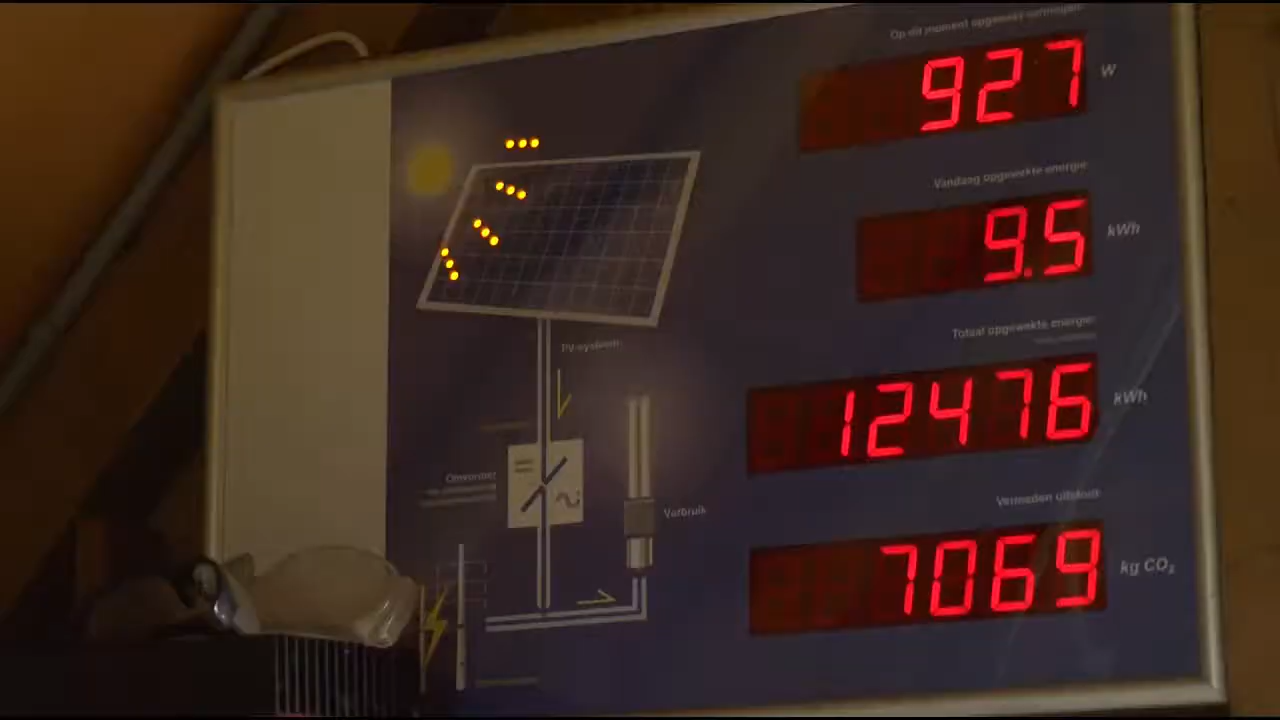 Op dit moment opgewekt vermogen:
927 W
Vandaag opgewekte energie:
9.5 kWh
Totaal opgewekte energie:
12476 kWh
Vermeden uitstoot:
7069 kg CO₂
PV-systeem
Omvormer
Verbruik